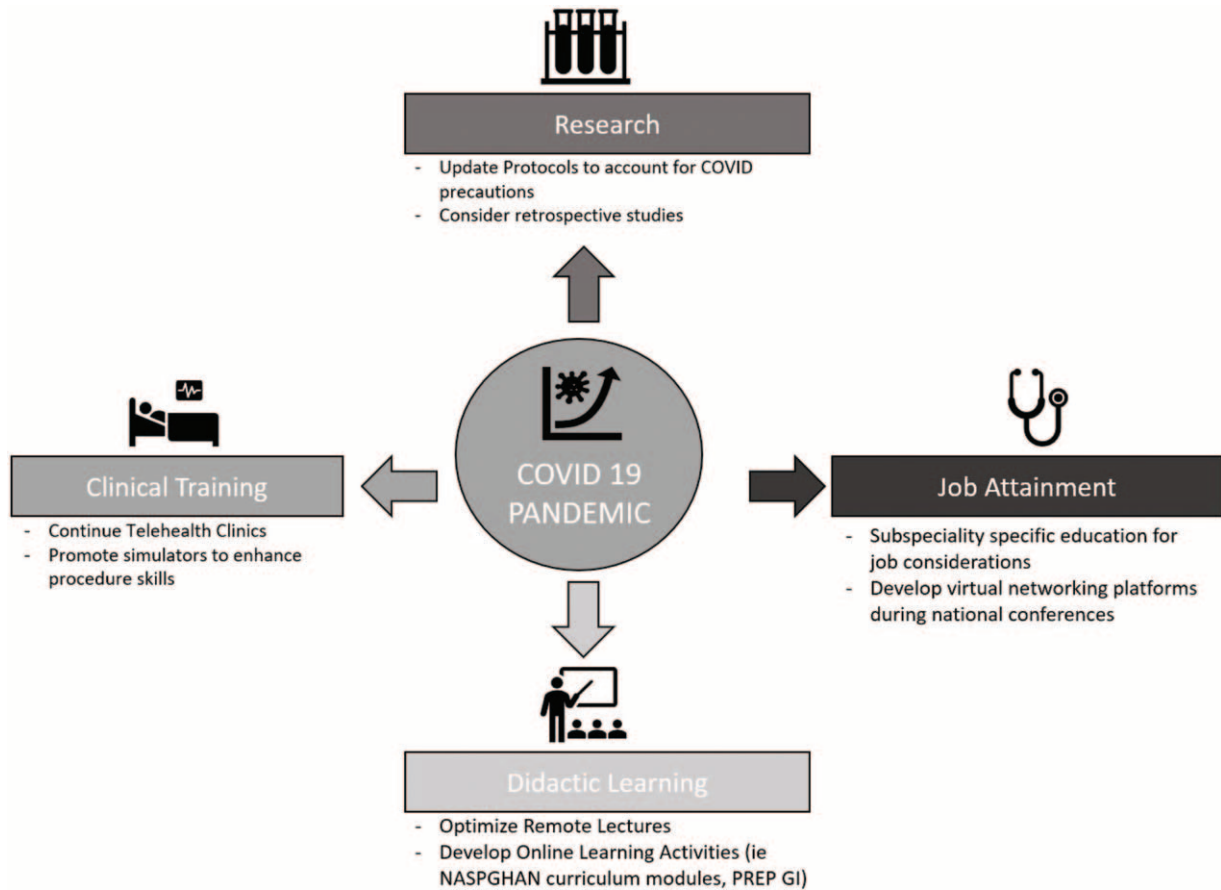 Research
- Update Protocols to account for COVID
precautions
- Consider retrospective studies
COVID 19
PANDEMIC
Clinical Training
- Continue Telehealth Clinics
- Promote simulators to enhance
procedure skills
Job Attainment
- Subspeciality specific education for
job considerations
- Develop virtual networking platforms
during national conferences
Didactic Learning
- Optimize Remote Lectures
- Develop Online Learning Activities (ie
NASPGHAN curriculum modules, PREP GI)